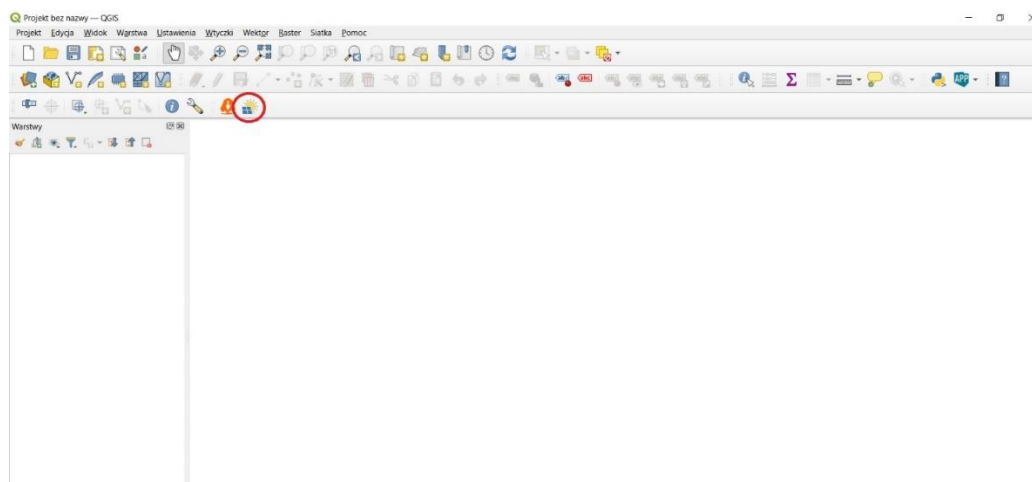 Projekt bez nazwy — QGIS
Projekt Edycja Widok Warstwa Ustawienia Wtyczki Wektor Raster Siatka Pomoc
Warstwy